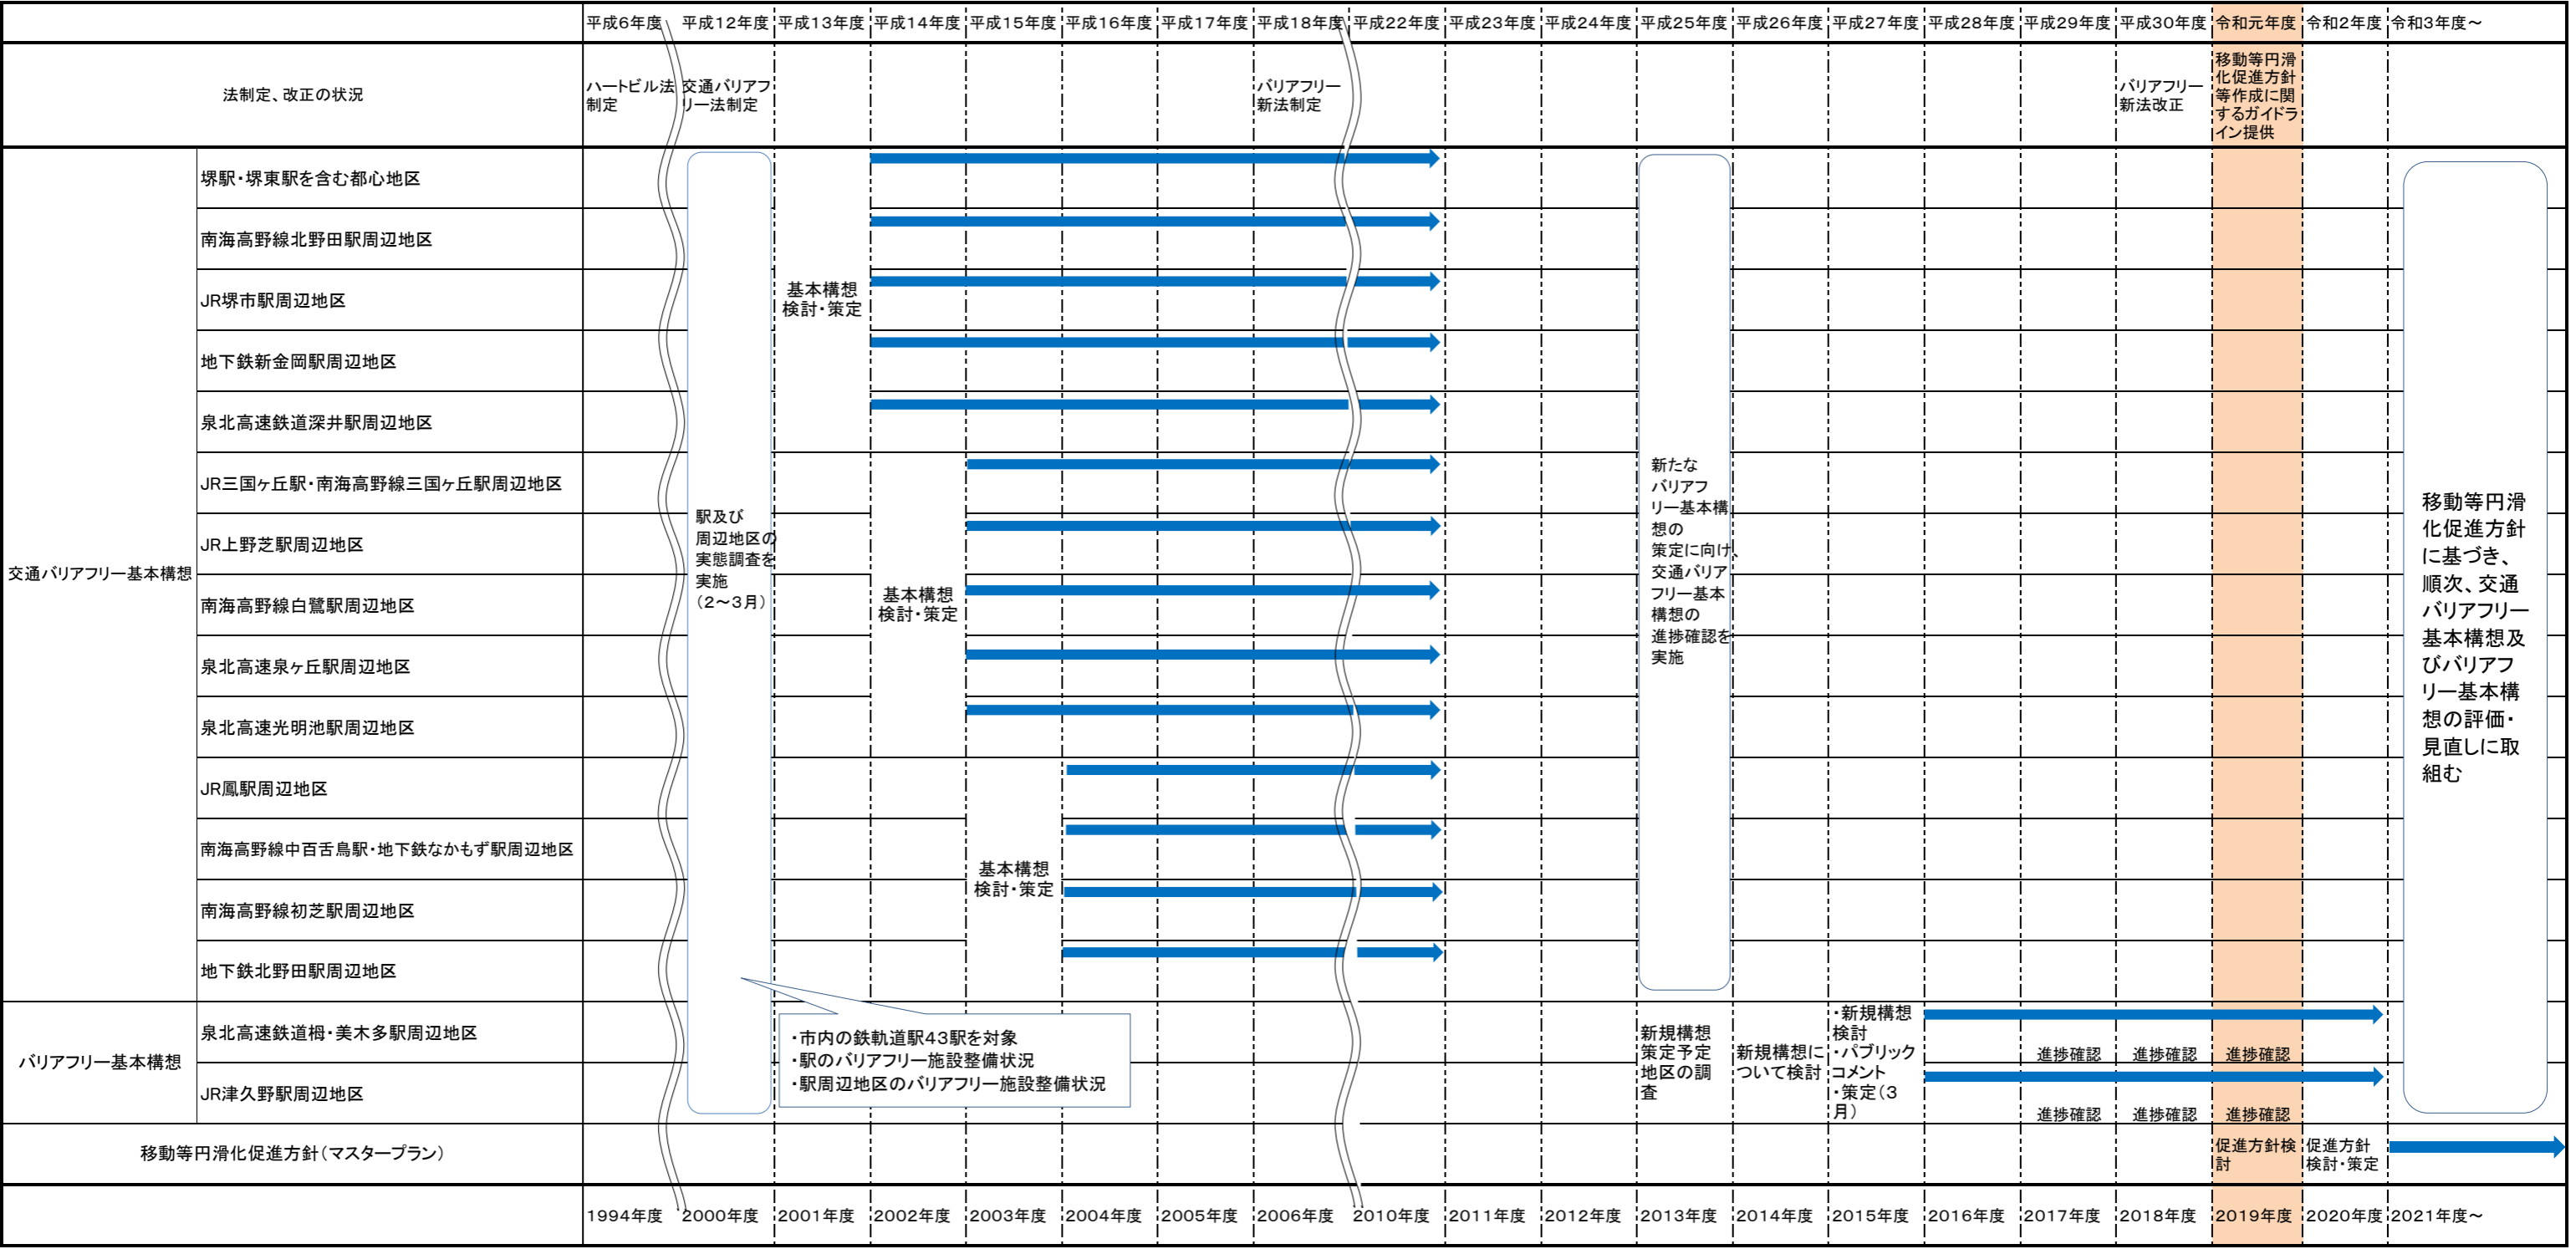 平成6年度 平成12年度 平成13年度 平成14年度 平成15年度 平成16年度 平成17年度 平成18年度 平成22年度 平成23年度 平成24年度 平成25年度 平成26年度 平成27年度 平成28年度 平成29年度 平成30年度 令和元年度 令和2年度 令和3年度～
法制定、改正の状況
ハートビル法
制定
交通バリアフ
リー法制定
バリアフリー
新法制定
バリアフリー
新法改正
移動等円滑
化促進方針
等作成に関
するガイドラ
イン提供
交通バリアフリー基本構想
堺駅・堺東駅を含む都心地区
南海高野線北野田駅周辺地区
JR堺市駅周辺地区
地下鉄新金岡駅周辺地区
泉北高速鉄道深井駅周辺地区
JR三国ヶ丘駅・南海高野線三国ヶ丘駅周辺地区
JR上野芝駅周辺地区
南海高野線白鷺駅周辺地区
泉北高速泉ヶ丘駅周辺地区
泉北高速光明池駅周辺地区
JR鳳駅周辺地区
南海高野線中百舌鳥駅・地下鉄なかもず駅周辺地区
南海高野線初芝駅周辺地区
地下鉄北野田駅周辺地区
駅及び
周辺地区の
実態調査を
実施
（2～3月）
基本構想
検討・策定
基本構想
検討・策定
基本構想
検討・策定
新たな
バリアフ
リー基本構
想の
策定に向け、
交通バリア
フリー基本
構想の
進捗確認を
実施
移動等円滑
化促進方針
に基づき、
順次、交通
バリアフリー
基本構想及
びバリアフ
リー基本構
想の評価・
見直しに取
組む
・市内の鉄軌道駅43駅を対象
・駅のバリアフリー施設整備状況
・駅周辺地区のバリアフリー施設整備状況
バリアフリー基本構想
泉北高速鉄道栂・美木多駅周辺地区
JR津久野駅周辺地区
新規構想
策定予定
地区の調
査
新規構想に
ついて検討
・新規構想
検討
・パブリック
コメント
・策定（3
月）
進捗確認 進捗確認 進捗確認
進捗確認 進捗確認 進捗確認
移動等円滑化促進方針（マスタープラン）
促進方針検
討
促進方針
検討・策定
1994年度 2000年度 2001年度 2002年度 2003年度 2004年度 2005年度 2006年度 2010年度 2011年度 2012年度 2013年度 2014年度 2015年度 2016年度 2017年度 2018年度 2019年度 2020年度 2021年度～